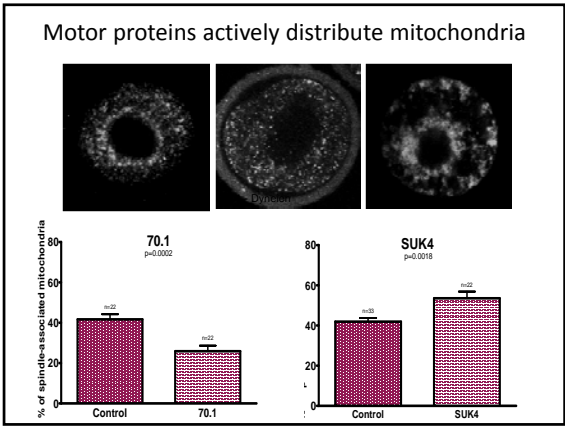 Motor proteins actively distribute mitochondria
Dynein
% of spindle-associated mitochondria
80
60
40
20
0
70.1
p=0.0002
n=22
n=22
Control
70.1
80
60
40
20
0
SUK4
p=0.0018
n=33
n=22
Control
SUK4